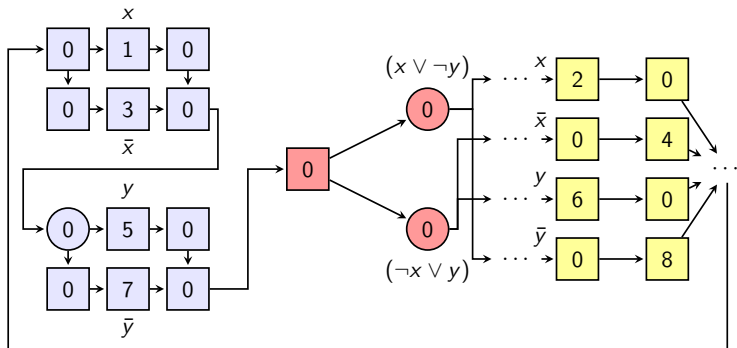 x
0 1 0
0 3 0
x̄
y
0 5 0
0 7 0
ȳ
0
(x ∨ ¬y)
0
0
(¬x ∨ y)
··· x 2 0
··· x̄ 0 4
··· y 6 0
··· ȳ 0 8
···